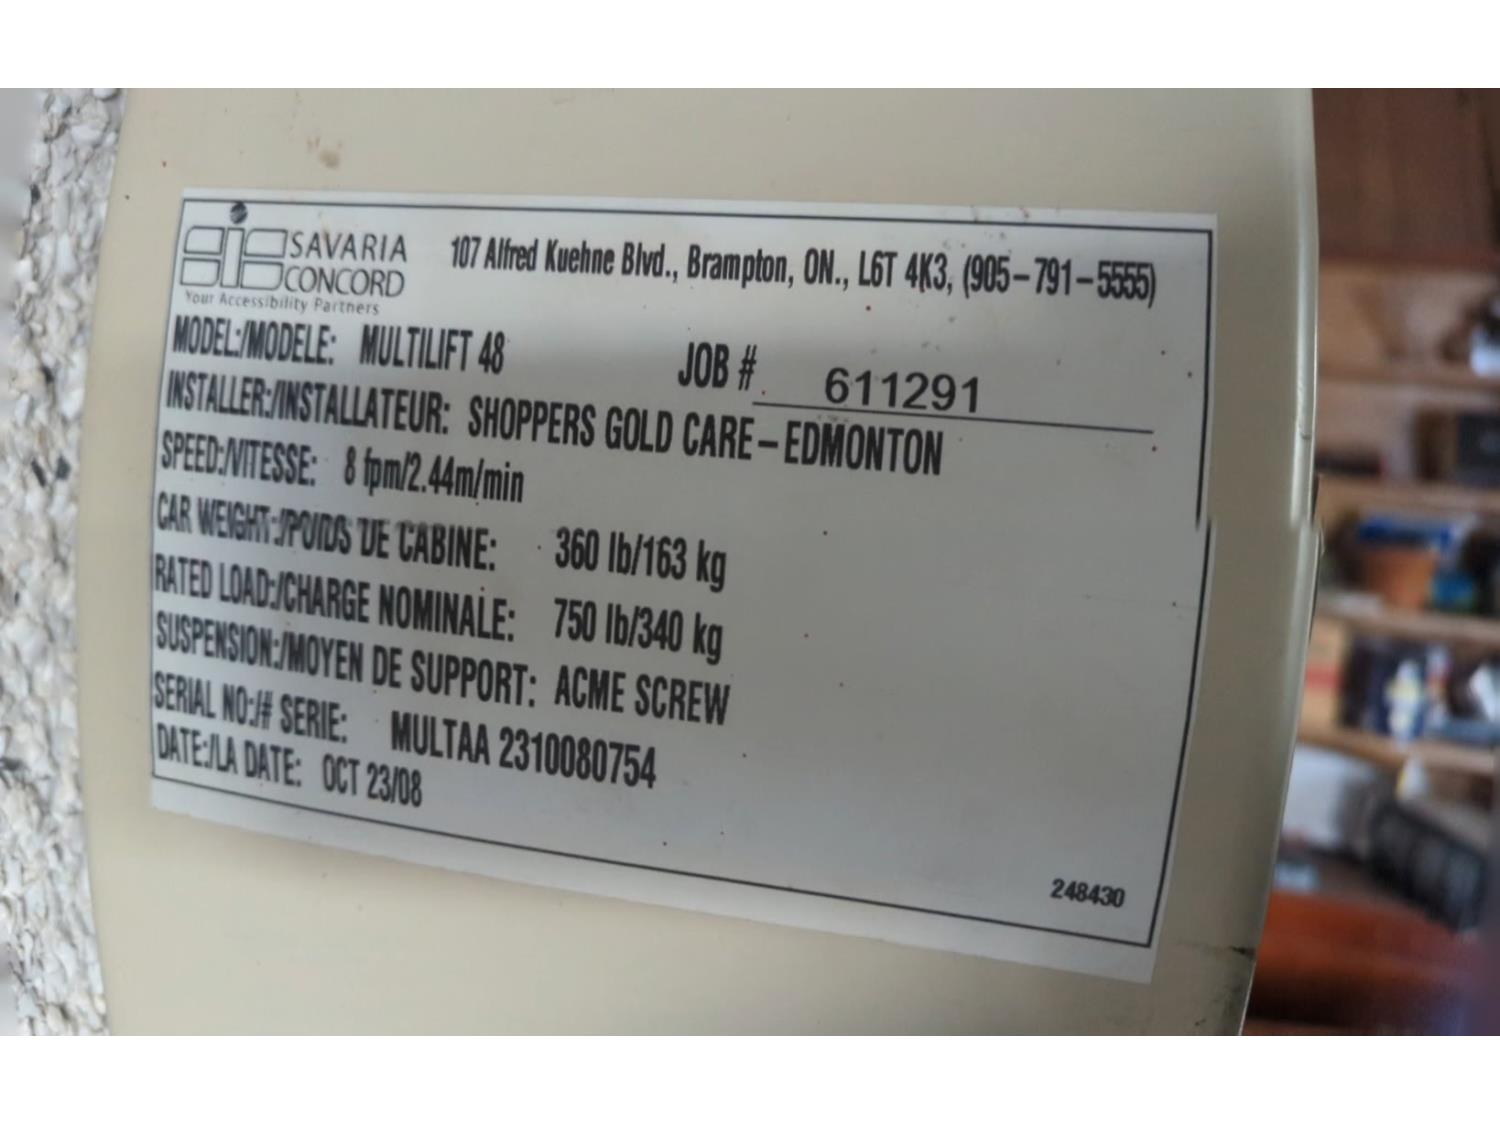 SAVARIA
CONCORD
Your Accessibility Partners
107 Alfred Kuehne Blvd., Brampton, ON., L6T 4K3, (905-791-5555)
MODEL:/MODELE: MULTILIFT 48 JOB # 611291
INSTALLER:/INSTALLATEUR: SHOPPERS GOLD CARE-EDMONTON
SPEED:/VITESSE: 8 fpm/2.44m/min
CAR WEIGHT:/POIDS DE CABINE: 360 lb/163 kg
RATED LOAD:/CHARGE NOMINALE: 750 lb/340 kg
SUSPENSION:/MOYEN DE SUPPORT: ACME SCREW
SERIAL NO:/# SERIE: MULTAA 2310080754
DATE:/LA DATE: OCT 23/08
248430